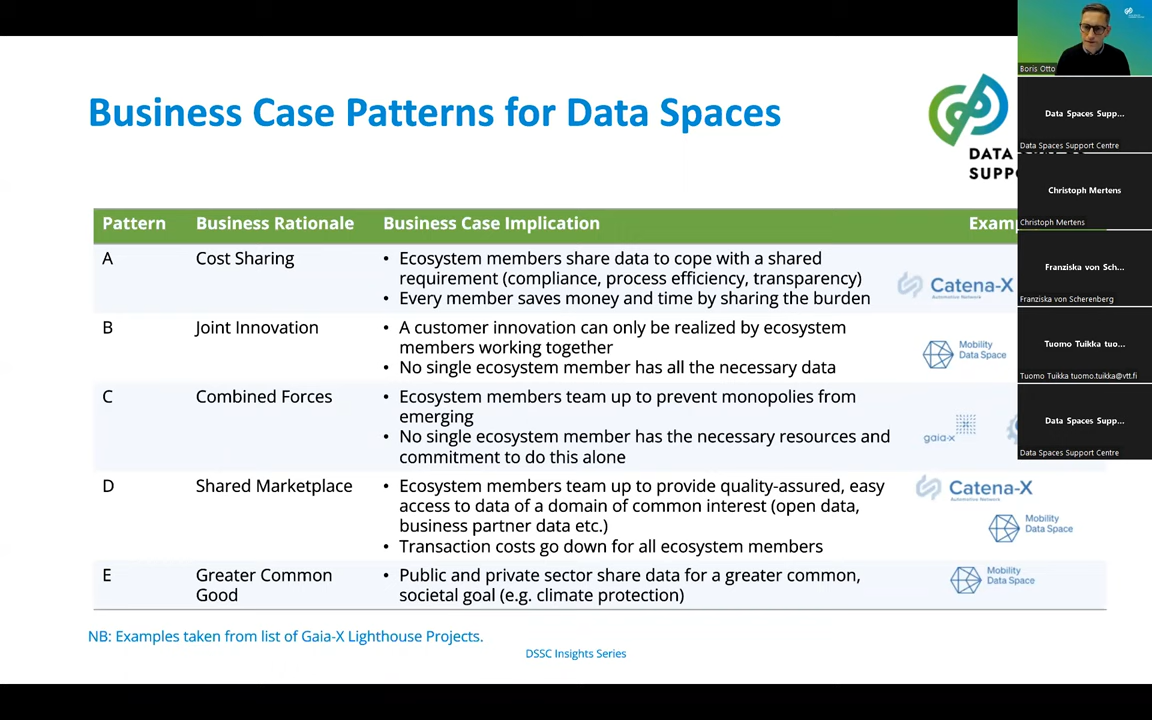 Business Case Patterns for Data Spaces
DATA
SUPP
Pattern Business Rationale Business Case Implication Exam
A Cost Sharing • Ecosystem members share data to cope with a shared
requirement (compliance, process efficiency, transparency)
• Every member saves money and time by sharing the burden
Catena-X
Automotive Network
B Joint Innovation • A customer innovation can only be realized by ecosystem
members working together
• No single ecosystem member has all the necessary data
Mobility
Data Space
C Combined Forces • Ecosystem members team up to prevent monopolies from
emerging
• No single ecosystem member has the necessary resources and
commitment to do this alone
gaia-x
D Shared Marketplace • Ecosystem members team up to provide quality-assured, easy
access to data of a domain of common interest (open data,
business partner data etc.)
• Transaction costs go down for all ecosystem members
Catena-X
Automotive Network
Mobility
Data Space
E Greater Common
Good
• Public and private sector share data for a greater common,
societal goal (e.g. climate protection)
Mobility
Data Space
NB: Examples taken from list of Gaia-X Lighthouse Projects.
DSSC Insights Series
Boris Otto
Data Spaces Supp...
Data Spaces Support Centre
Christoph Mertens
Christoph Mertens
Franziska von Sch...
Franziska von Scherenberg
Tuomo Tuikka tuo...
Tuomo Tuikka tuomo.tuikka@vtt.fi
Data Spaces Supp...
Data Spaces Support Centre